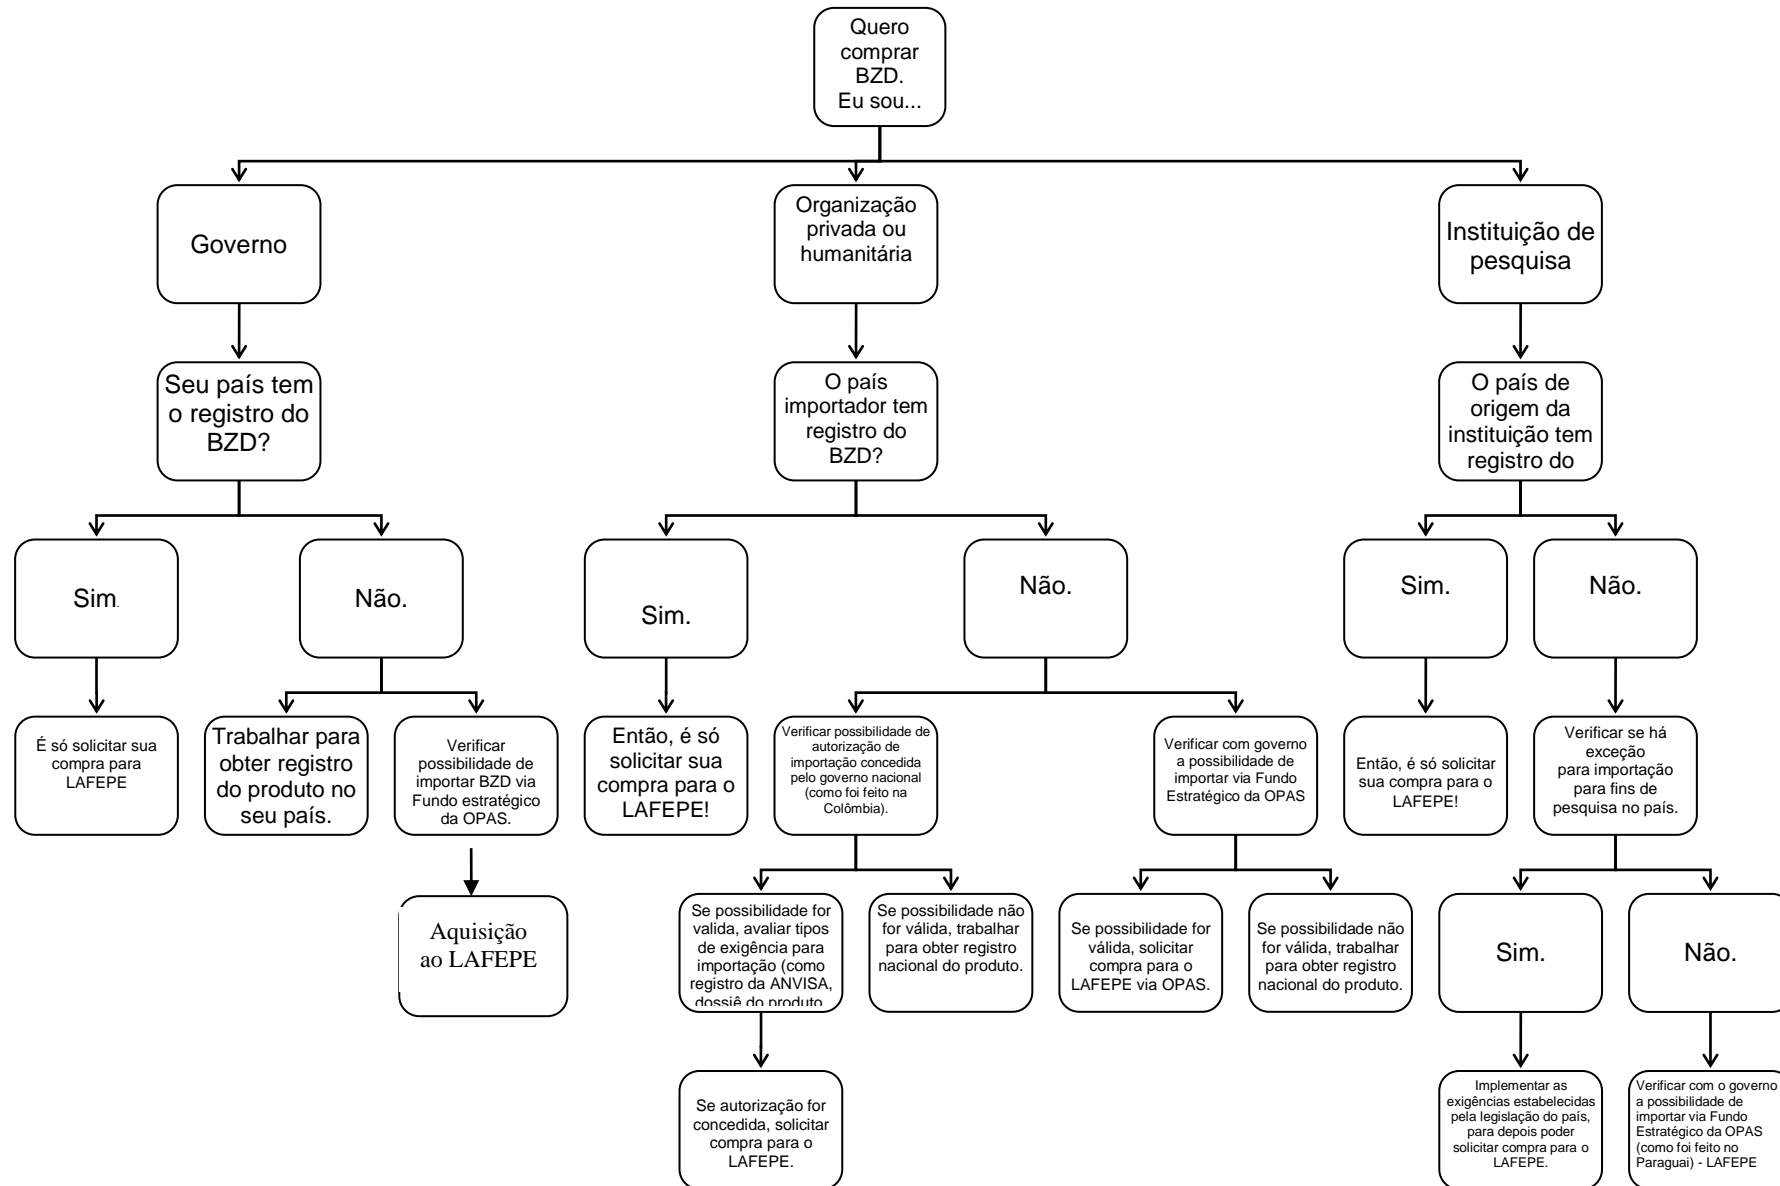 Quero
comprar
BZD.
Eu sou...
Governo
Organização
privada ou
humanitária
Instituição de
pesquisa
Seu país tem
o registro do
BZD?
O país
importador tem
registro do
BZD?
O país de
origem da
instituição tem
registro do
Sim.
Não.
Sim.
Não.
Sim.
Não.
É só solicitar sua
compra para
LAFEPE
Trabalhar para
obter registro
do produto no
seu país.
Verificar
possibilidade de
importar BZD via
Fundo estratégico
da OPAS.
Então, é só
solicitar sua
compra para o
LAFEPE!
Verificar possibilidade de
autorização de
importação concedida
pelo governo nacional
(como foi feito na
Colômbia).
Verificar com governo
a possibilidade de
importar via Fundo
Estratégico da OPAS
Então, é só solicitar
sua compra para o
LAFEPE!
Verificar se há
exceção
para importação
para fins de
pesquisa no país.
Aquisição
ao LAFEPE
Se possibilidade for
valida, avaliar tipos
de exigência para
importação (como
registro da ANVISA,
dossiê do produto
Se possibilidade não
for válida, trabalhar
para obter registro
nacional do produto.
Se possibilidade for
válida, solicitar
compra para o
LAFEPE via OPAS.
Se possibilidade não
for válida, trabalhar
para obter registro
nacional do produto.
Sim.
Não.
Se autorização for
concedida, solicitar
compra para o
LAFEPE.
Implementar as
exigências estabelecidas
pela legislação do país,
para depois poder
solicitar compra para o
LAFEPE.
Verificar com o governo
a possibilidade de
importar via Fundo
Estratégico da OPAS
(como foi feito no
Paraguai) - LAFEPE